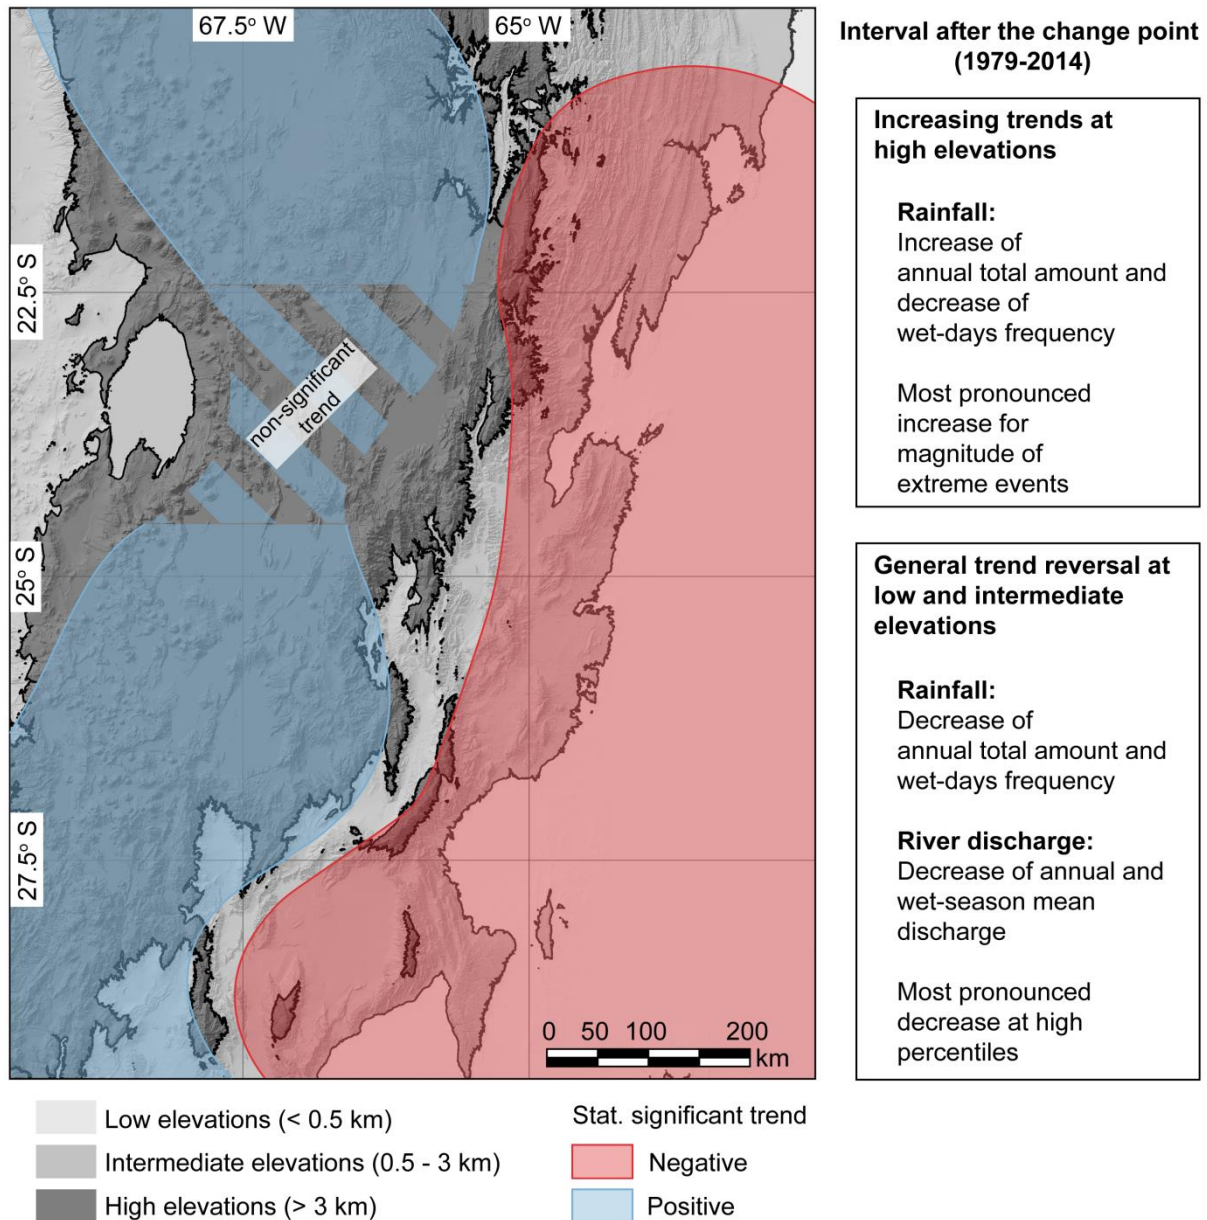 67.5° W
65° W
22.5° S
25° S
27.5° S
non-significant
trend
0 50 100 200
km
Interval after the change point
(1979-2014)
Increasing trends at
high elevations
Rainfall:
Increase of
annual total amount and
decrease of
wet-days frequency
Most pronounced
increase for
magnitude of
extreme events
General trend reversal at
low and intermediate
elevations
Rainfall:
Decrease of
annual total amount and
wet-days frequency
River discharge:
Decrease of annual and
wet-season mean
discharge
Most pronounced
decrease at high
percentiles
Low elevations (< 0.5 km)
Intermediate elevations (0.5 - 3 km)
High elevations (> 3 km)
Stat. significant trend
Negative
Positive